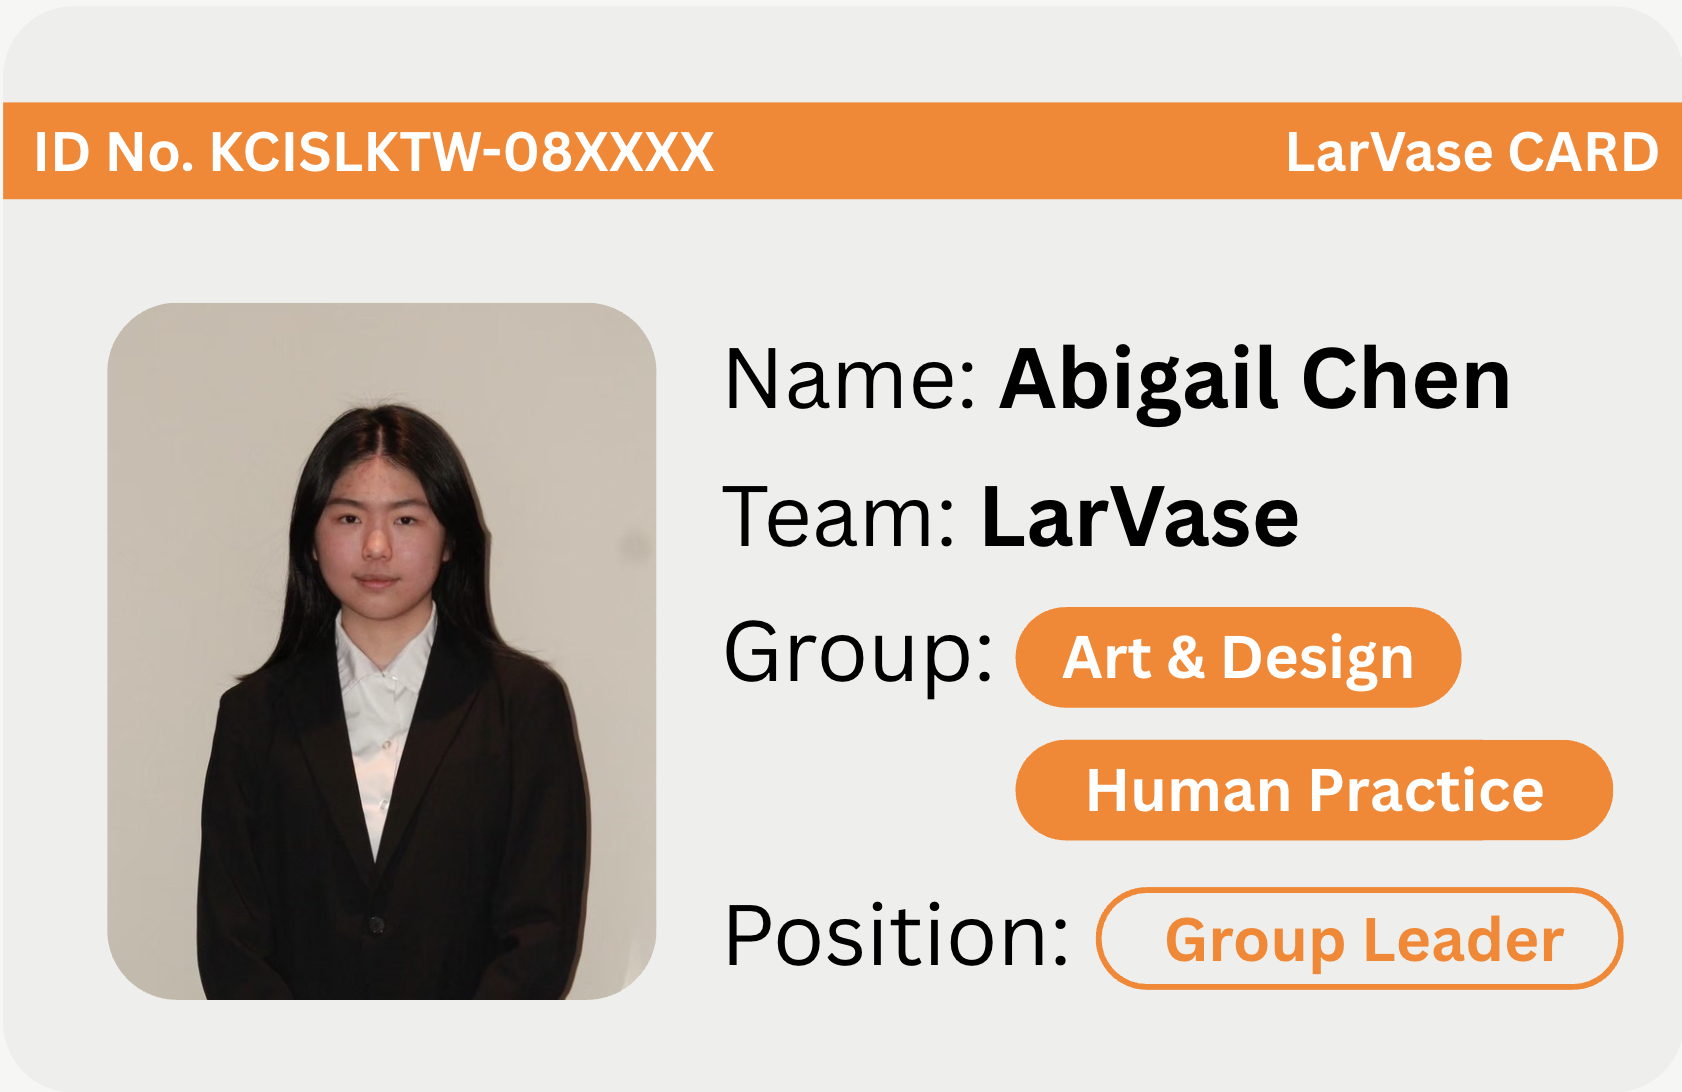 ID No. KCISLKTW-08XXXX
LarVase CARD
Name: Abigail Chen
Team: LarVase
Group: Art & Design
Human Practice
Position: Group Leader